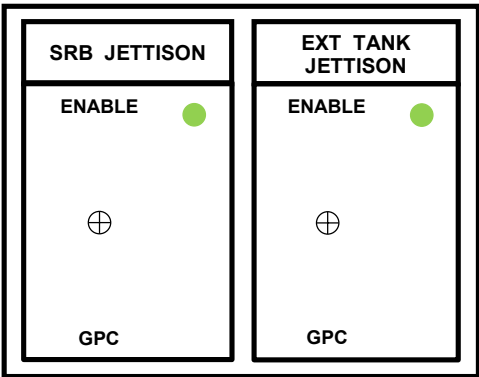 SRB JETTISON
ENABLE
GPC
EXT TANK
JETTISON
ENABLE
GPC